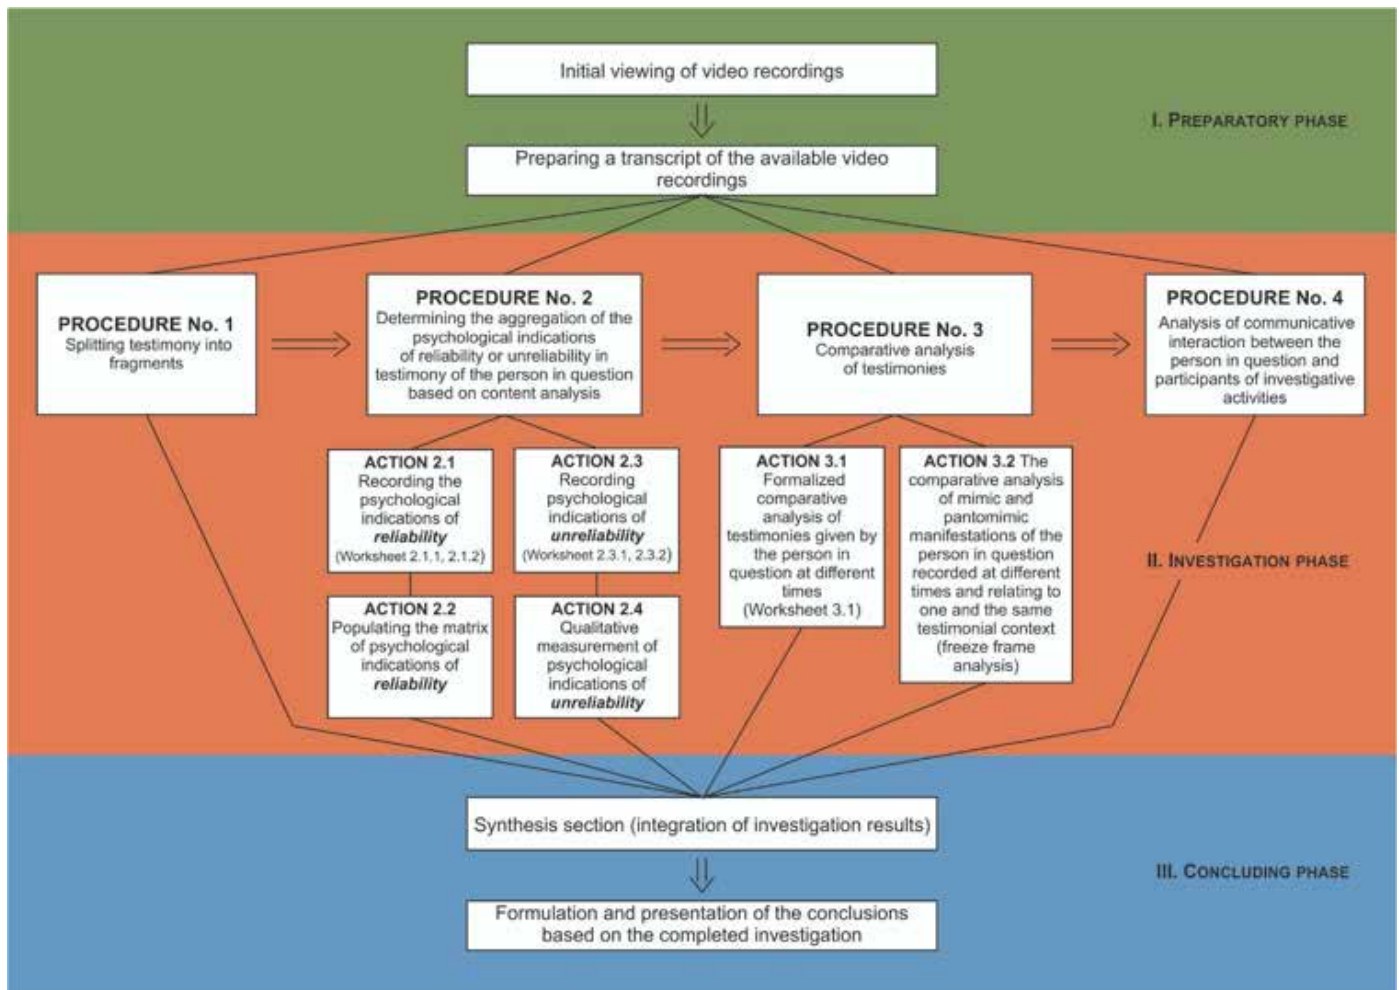 Initial viewing of video recordings
I. PREPARATORY PHASE
Preparing a transcript of the available video
recordings
PROCEDURE No. 1
Splitting testimony into
fragments
PROCEDURE No. 2
Determining the aggregation of the
psychological indications
of reliability or unreliability in
testimony of the person in question
based on content analysis
PROCEDURE No. 3
Comparative analysis
of testimonies
PROCEDURE No. 4
Analysis of communicative
interaction between the
person in question and
participants of investigative
activities
ACTION 2.1
Recording the
psychological
indications of
reliability
(Worksheet 2.1.1, 2.1.2)
ACTION 2.3
Recording
psychological
indications of
unreliability
(Worksheet 2.3.1, 2.3.2)
ACTION 3.1
Formalized
comparative
analysis of
testimonies given by
the person in
question at different
times
(Worksheet 3.1)
ACTION 3.2 The
comparative analysis
of mimic and
pantomimic
manifestations of the
person in question
recorded at different
times and relating to
one and the same
testimonial context
(freeze frame
analysis)
II. INVESTIGATION PHASE
ACTION 2.2
Populating the matrix
of psychological
indications of
reliability
ACTION 2.4
Qualitative
measurement of
psychological
indications of
unreliability
Synthesis section (integration of investigation results)
III. CONCLUDING PHASE
Formulation and presentation of the conclusions
based on the completed investigation